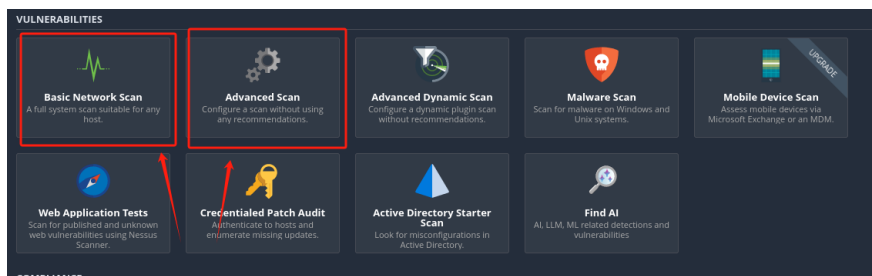 VULNERABILITIES
Basic Network Scan
A full system scan suitable for any
host.
Advanced Scan
Configure a scan without using
any recommendations.
Advanced Dynamic Scan
Configure a dynamic plugin scan
without recommendations.
Malware Scan
Scan for malware on Windows and
Unix systems.
UPGRADE
Mobile Device Scan
Assess mobile devices via
Microsoft Exchange or an MDM.
Web Application Tests
Scan for published and unknown
web vulnerabilities using Nessus
Scanner.
Credentialed Patch Audit
Authenticate to hosts and
enumerate missing updates.
Active Directory Starter
Scan
Look for misconfigurations in
Active Directory.
Find AI
AI, LLM, ML related detections and
vulnerabilities